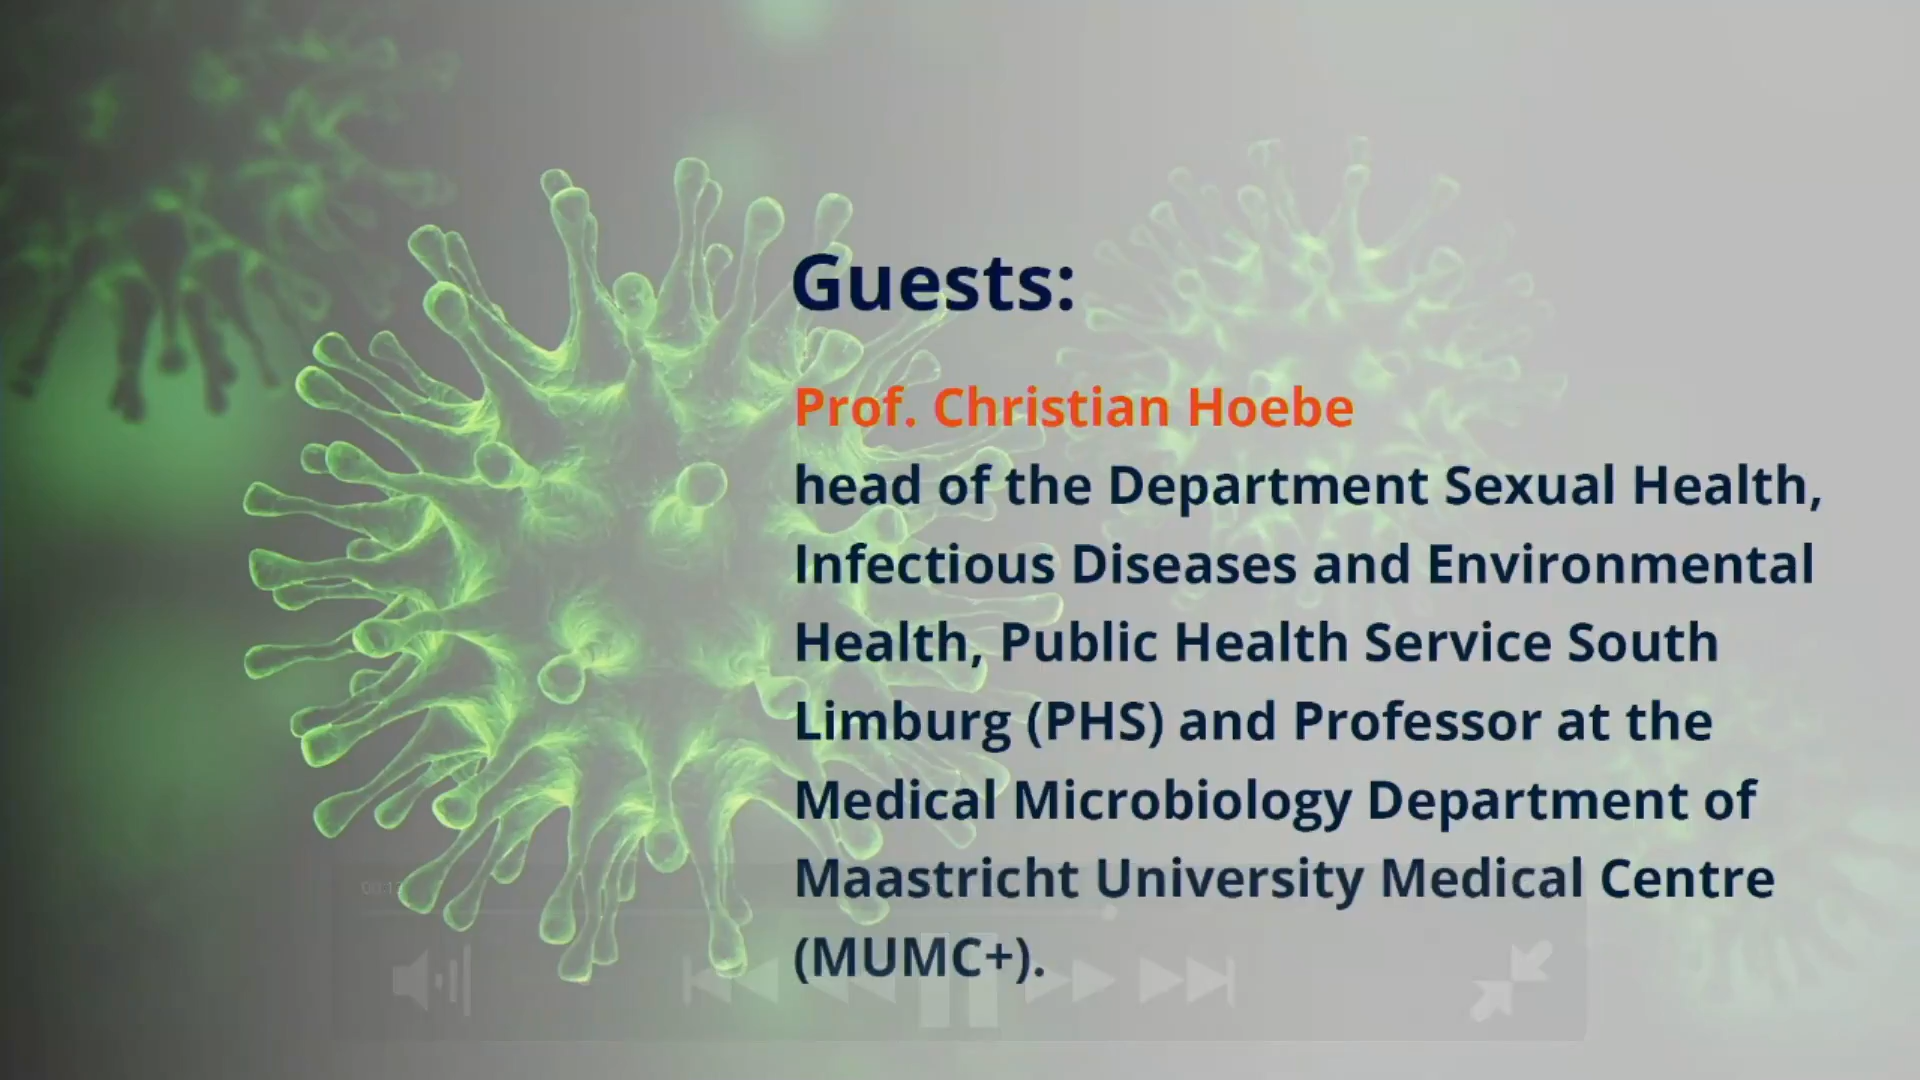 Guests:
Prof. Christian Hoebe
head of the Department Sexual Health,
Infectious Diseases and Environmental
Health, Public Health Service South
Limburg (PHS) and Professor at the
Medical Microbiology Department of
Maastricht University Medical Centre
(MUMC+).